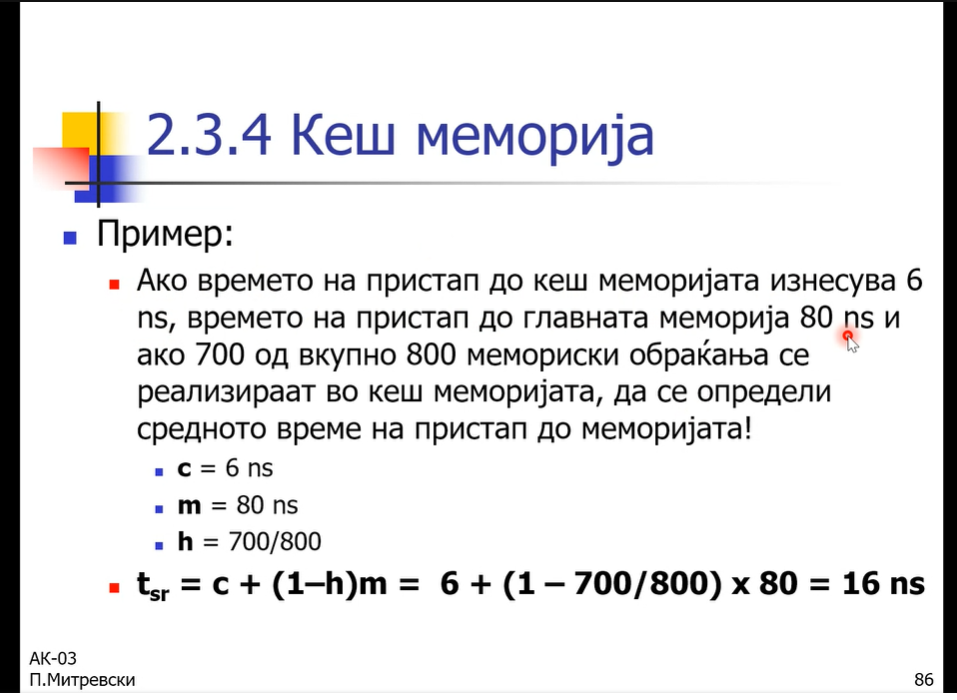 2.3.4 Кеш меморија
Пример:
Ако времето на пристап до кеш меморијата изнесува 6
ns, времето на пристап до главната меморија 80 ns и
ако 700 од вкупно 800 мемориски обраќања се
реализираат во кеш меморијата, да се определи
средното време на пристап до меморијата!
c = 6 ns
m = 80 ns
h = 700/800
tsr = c + (1–h)m = 6 + (1 – 700/800) x 80 = 16 ns
АК-03
П.Митревски
86